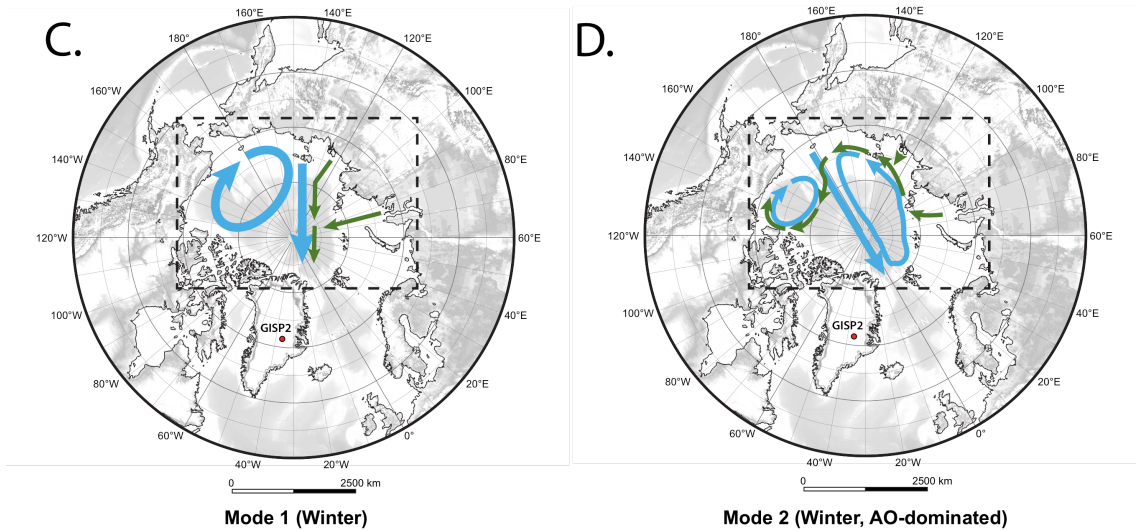 C.
D.
180°
160°E
140°E
120°E
100°E
80°E
60°E
40°E
20°E
0°
20°W
40°W
60°W
80°W
100°W
120°W
140°W
160°W
GISP2
0 2500 km
Mode 1 (Winter)
180°
160°E
140°E
120°E
100°E
80°E
60°E
40°E
20°E
0°
20°W
40°W
60°W
80°W
100°W
120°W
140°W
160°W
GISP2
0 2500 km
Mode 2 (Winter, AO-dominated)